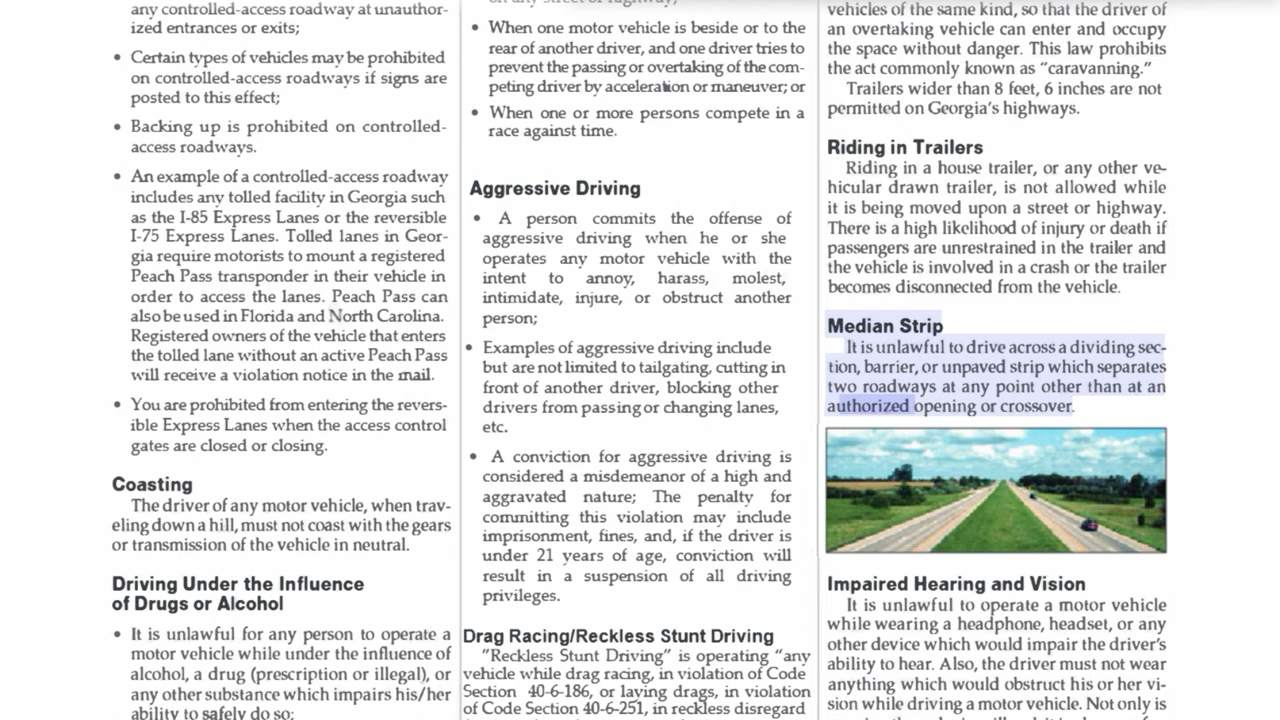 any controlled-access roadway at unauthor-
ized entrances or exits;
• Certain types of vehicles may be prohibited
on controlled-access roadways if signs are
posted to this effect;
• Backing up is prohibited on controlled-
access roadways.
• An example of a controlled-access roadway
includes any tolled facility in Georgia such
as the I-85 Express Lanes or the reversible
I-75 Express Lanes. Tolled lanes in Geor-
gia require motorists to mount a registered
Peach Pass transponder in their vehicle in
order to access the lanes. Peach Pass can
also be used in Florida and North Carolina.
Registered owners of the vehicle that enters
the tolled lane without an active Peach Pass
will receive a violation notice in the mail.
• You are prohibited from entering the revers-
ible Express Lanes when the access control
gates are closed or closing.
Coasting
The driver of any motor vehicle, when trav-
eling down a hill, must not coast with the gears
or transmission of the vehicle in neutral.
Driving Under the Influence
of Drugs or Alcohol
• It is unlawful for any person to operate a
motor vehicle while under the influence of
alcohol, a drug (prescription or illegal), or
any other substance which impairs his/her
ability to safely do so;
on any street or highway;
• When one motor vehicle is beside or to the
rear of another driver, and one driver tries to
prevent the passing or overtaking of the com-
peting driver by acceleration or maneuver; or
• When one or more persons compete in a
race against time.
Aggressive Driving
• A person commits the offense of
aggressive driving when he or she
operates any motor vehicle with the
intent to annoy, harass, molest,
intimidate, injure, or obstruct another
person;
• Examples of aggressive driving include
but are not limited to tailgating, cutting in
front of another driver, blocking other
drivers from passing or changing lanes,
etc.
• A conviction for aggressive driving is
considered a misdemeanor of a high and
aggravated nature; The penalty for
committing this violation may include
imprisonment, fines, and, if the driver is
under 21 years of age, conviction will
result in a suspension of all driving
privileges.
Drag Racing/Reckless Stunt Driving
"Reckless Stunt Driving" is operating "any
vehicle while drag racing, in violation of Code
Section 40-6-186, or laying drags, in violation
of Code Section 40-6-251, in reckless disregard
vehicles of the same kind, so that the driver of
an overtaking vehicle can enter and occupy
the space without danger. This law prohibits
the act commonly known as "caravanning."
Trailers wider than 8 feet, 6 inches are not
permitted on Georgia's highways.
Riding in Trailers
Riding in a house trailer, or any other ve-
hicular drawn trailer, is not allowed while
it is being moved upon a street or highway.
There is a high likelihood of injury or death if
passengers are unrestrained in the trailer and
the vehicle is involved in a crash or the trailer
becomes disconnected from the vehicle.
Median Strip
It is unlawful to drive across a dividing sec-
tion, barrier, or unpaved strip which separates
two roadways at any point other than at an
authorized opening or crossover.
Impaired Hearing and Vision
It is unlawful to operate a motor vehicle
while wearing a headphone, headset, or any
other device which would impair the driver's
ability to hear. Also, the driver must not wear
anything which would obstruct his or her vi-
sion while driving a motor vehicle. Not only is